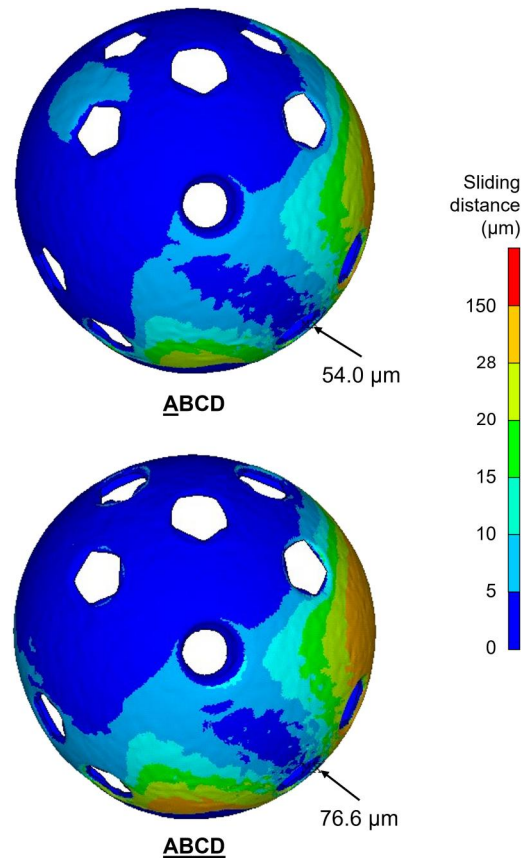 Sliding
distance
(µm)
150
28
20
15
10
5
0
54.0 µm
ABCD
76.6 µm
ABCD